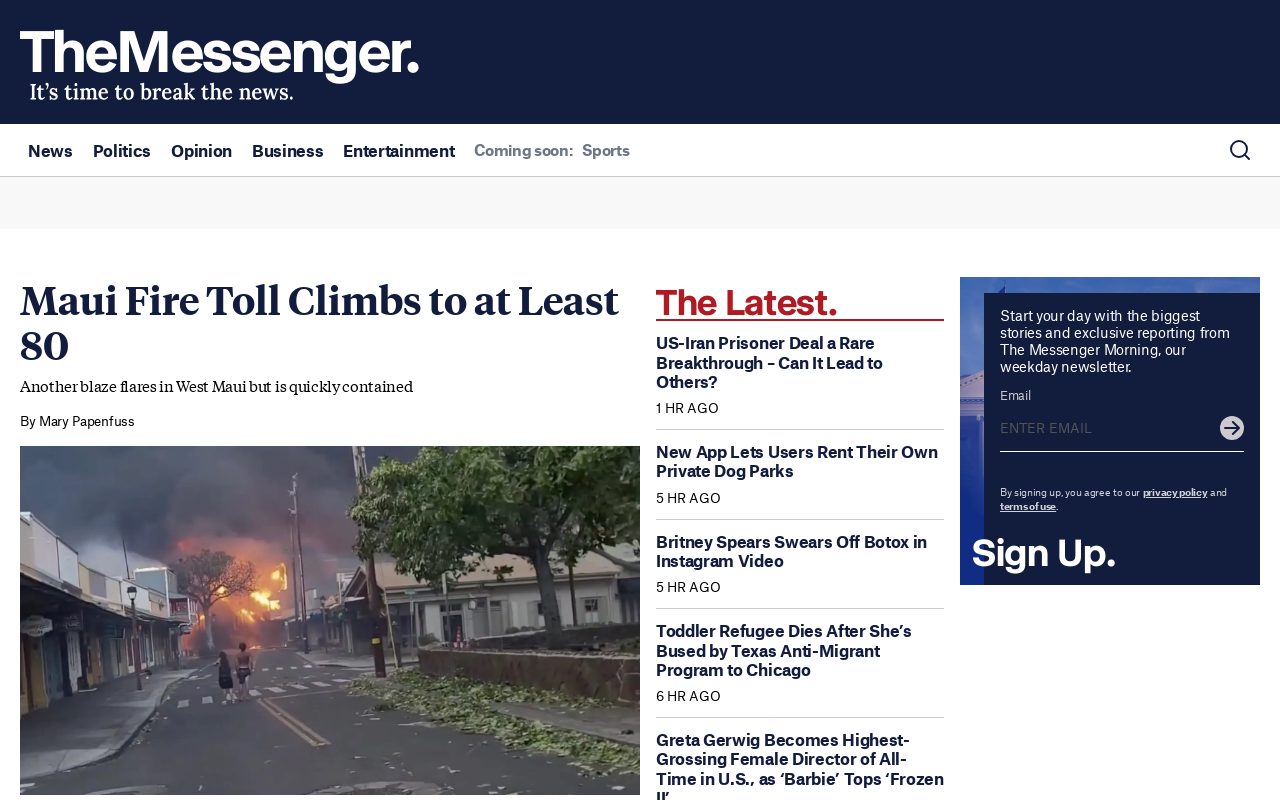 TheMessenger.
It's time to break the news.
News Politics Opinion Business Entertainment Coming soon: Sports
Maui Fire Toll Climbs to at Least
80
Another blaze flares in West Maui but is quickly contained
By Mary Papenfuss
The Latest.
US-Iran Prisoner Deal a Rare
Breakthrough – Can It Lead to
Others?
1 HR AGO
New App Lets Users Rent Their Own
Private Dog Parks
5 HR AGO
Britney Spears Swears Off Botox in
Instagram Video
5 HR AGO
Toddler Refugee Dies After She’s
Bused by Texas Anti-Migrant
Program to Chicago
6 HR AGO
Greta Gerwig Becomes Highest-
Grossing Female Director of All-
Time in U.S., as ‘Barbie’ Tops ‘Frozen
II’
Start your day with the biggest
stories and exclusive reporting from
The Messenger Morning, our
weekday newsletter.
Email
ENTER EMAIL
By signing up, you agree to our privacy policy and
terms of use.
Sign Up.